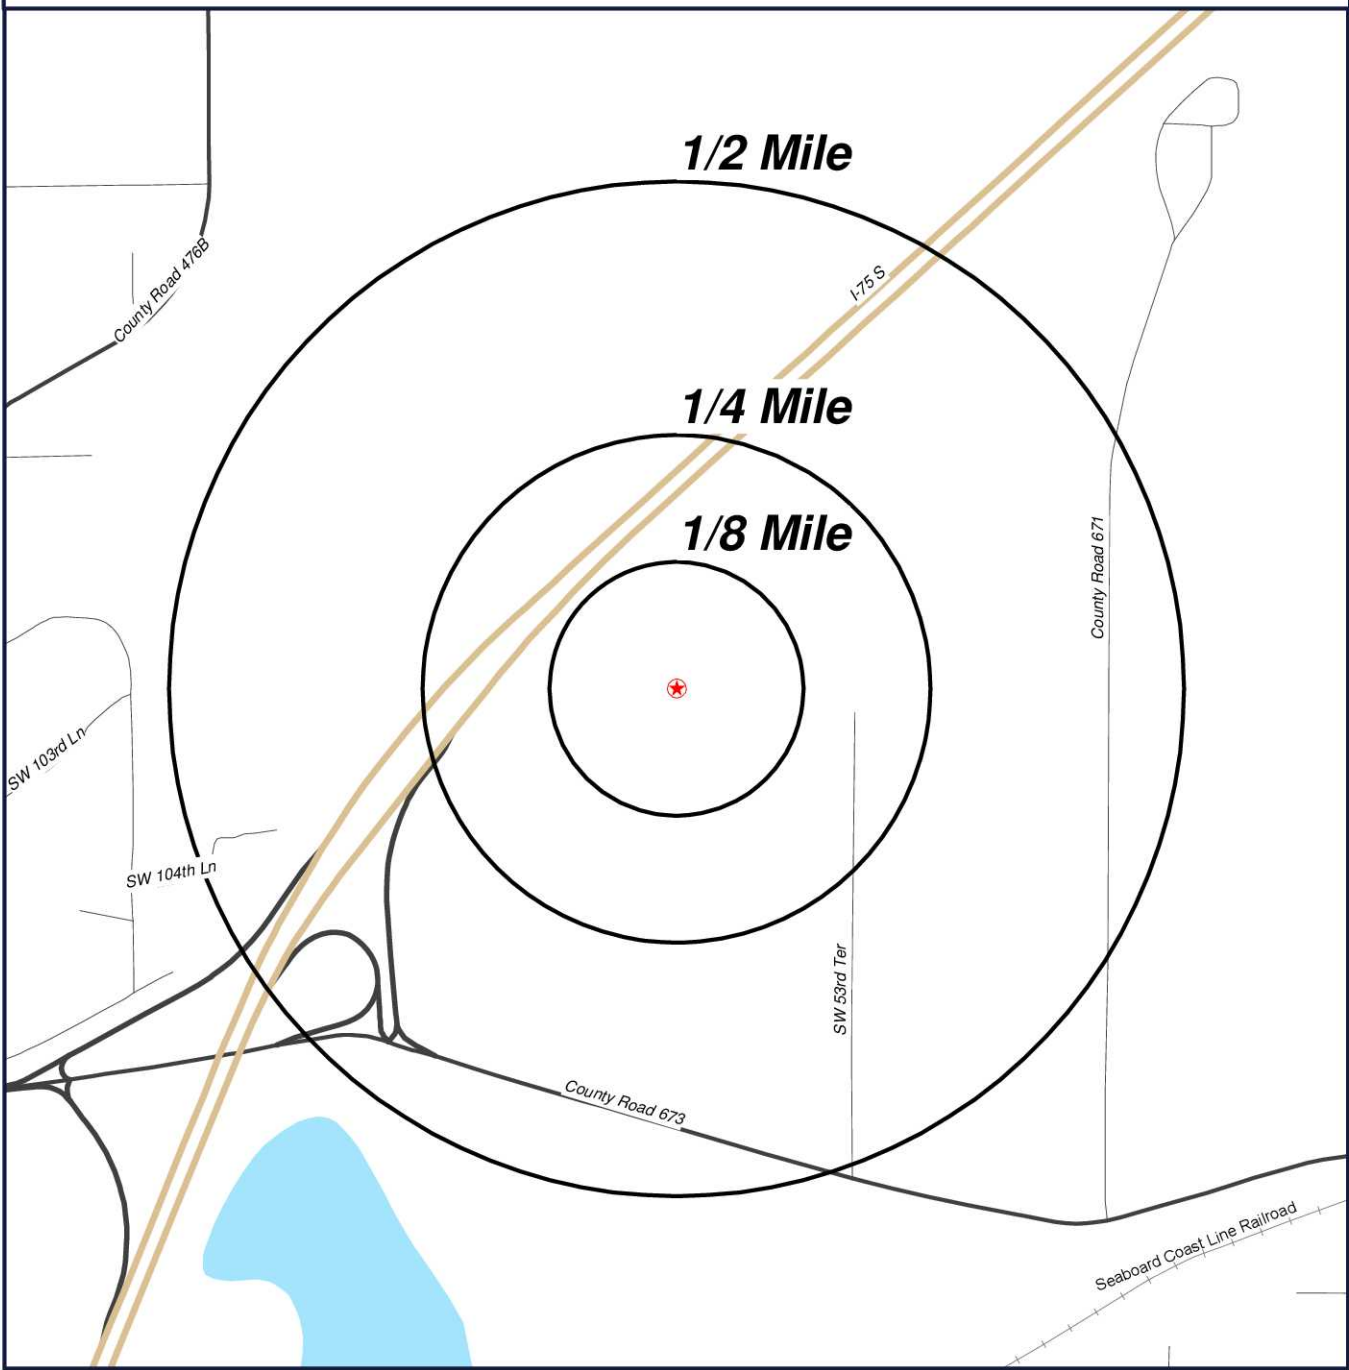 1/2 Mile
County Road 476B
I-75 S
1/4 Mile
1/8 Mile
County Road 671
SW 103rd Ln
SW 104th Ln
SW 53rd Ter
County Road 673
Seaboard Coast Line Railroad